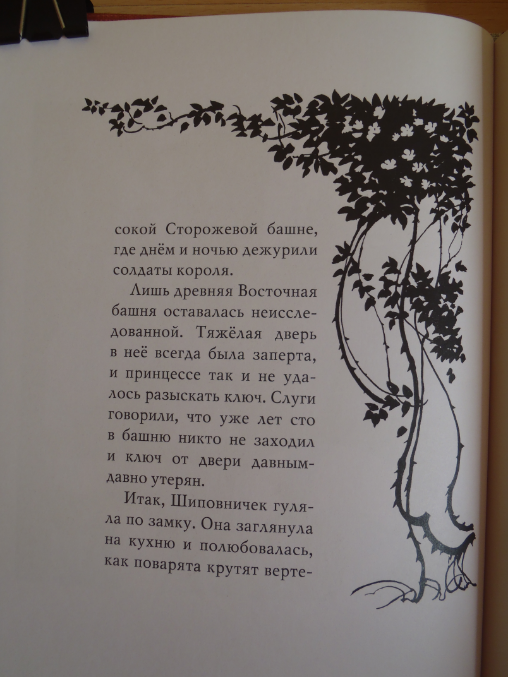 сокой Сторожевой башне,
где днём и ночью дежурили
солдаты короля.
Лишь древняя Восточная
башня оставалась неиссле-
дованной. Тяжёлая дверь
в неё всегда была заперта,
и принцессе так и не уда-
лось разыскать ключ. Слуги
говорили, что уже лет сто
в башню никто не заходил
и ключ от двери давным-
давно утерян.
Итак, Шиповничек гуля-
ла по замку. Она заглянула
на кухню и полюбовалась,
как поварята крутят верте-